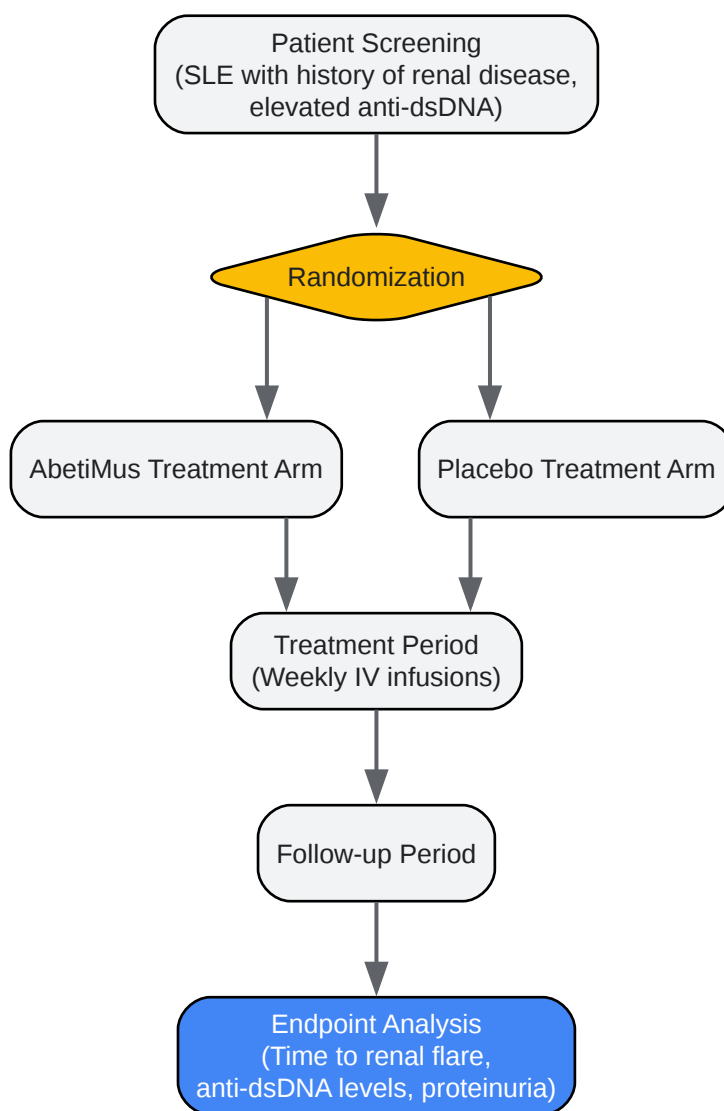 Patient Screening
(SLE with history of renal disease,
elevated anti-dsDNA)
Randomization
AbetiMus Treatment Arm
Placebo Treatment Arm
Treatment Period
(Weekly IV infusions)
Follow-up Period
Endpoint Analysis
(Time to renal flare,
anti-dsDNA levels, proteinuria)